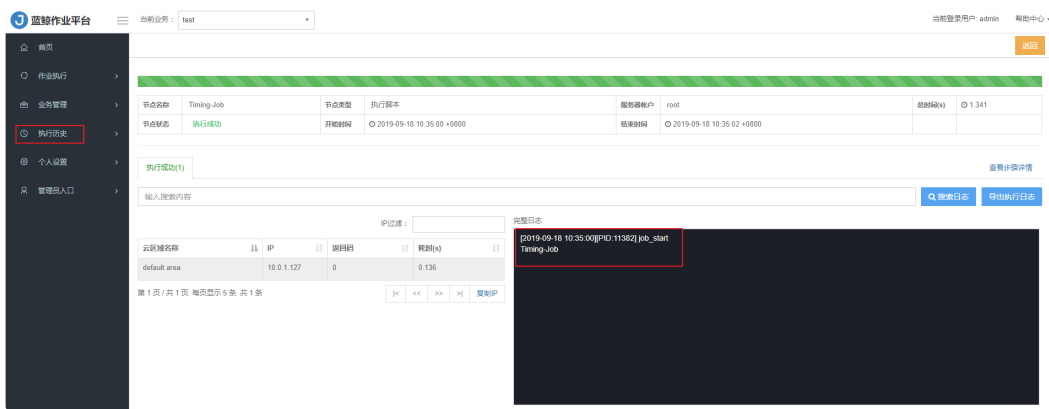 蓝鲸作业平台
当前业务： test
当前登录用户: admin 帮助中心
首页
返回
作业执行
业务管理
执行历史
个人设置
管理员入口
节点名称 Timing-Job 节点类型 执行脚本 服务器帐户 root 总时间(s) 1.341
节点状态 执行成功 开始时间 2019-09-18 10:35:00 +0800 结束时间 2019-09-18 10:35:02 +0800
执行成功(1)
查看步骤详情
输入搜索内容
搜索日志 导出执行日志
IP过滤：
完整日志
云区域名称 IP 返回码 耗时(s)
default area 10.0.1.127 0 0.136
第 1 页 / 共 1 页 每页显示 5 条 共 1 条
|< << >> >| 复制IP
[2019-09-18 10:35:00][PID:11382] job_start
Timing-Job